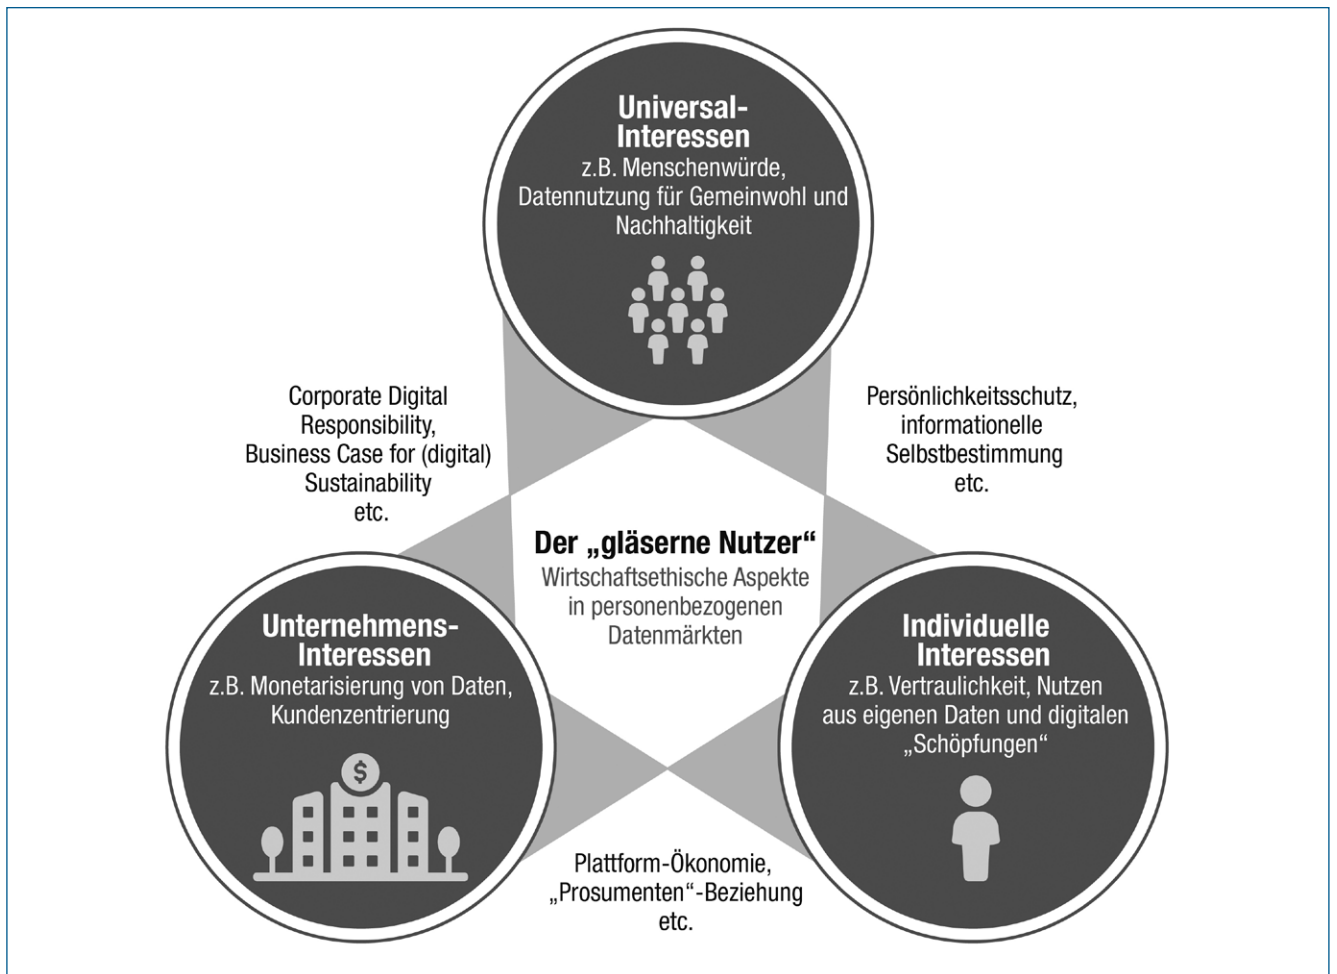 Universal-
Interessen
z.B. Menschenwürde,
Datennutzung für Gemeinwohl und
Nachhaltigkeit
Corporate Digital
Responsibility,
Business Case for (digital)
Sustainability
etc.
Persönlichkeitsschutz,
informationelle
Selbstbestimmung
etc.
Der „gläserne Nutzer“
Wirtschaftsethische Aspekte
in personenbezogenen
Datenmärkten
Unternehmens-
Interessen
z.B. Monetarisierung von Daten,
Kundenzentrierung
$
Individuelle
Interessen
z.B. Vertraulichkeit, Nutzen
aus eigenen Daten und digitalen
„Schöpfungen“
Plattform-Ökonomie,
„Prosumenten“-Beziehung
etc.